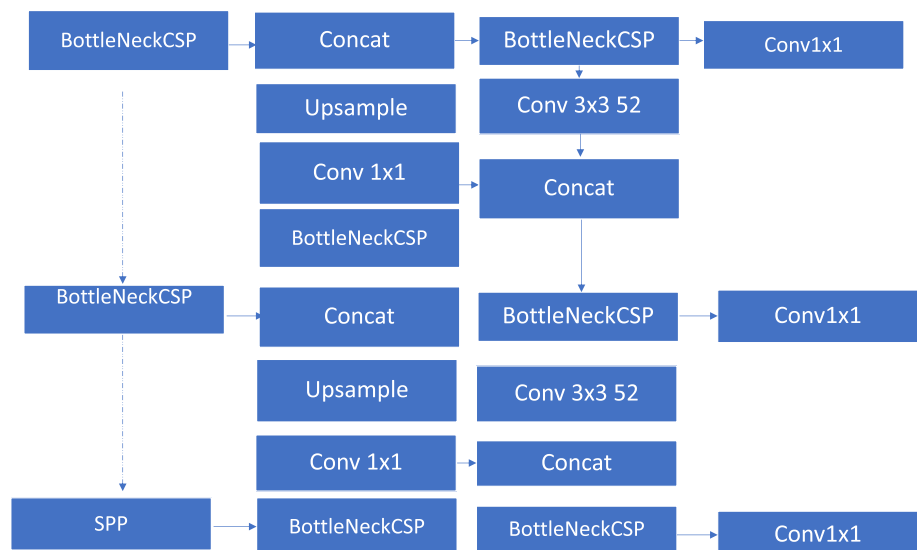 BottleNeckCSP
Concat
BottleNeckCSP
Conv1x1
Upsample
Conv 3x3 52
Conv 1x1
Concat
BottleNeckCSP
BottleNeckCSP
Concat
BottleNeckCSP
Conv1x1
Upsample
Conv 3x3 52
Conv 1x1
Concat
SPP
BottleNeckCSP
BottleNeckCSP
Conv1x1